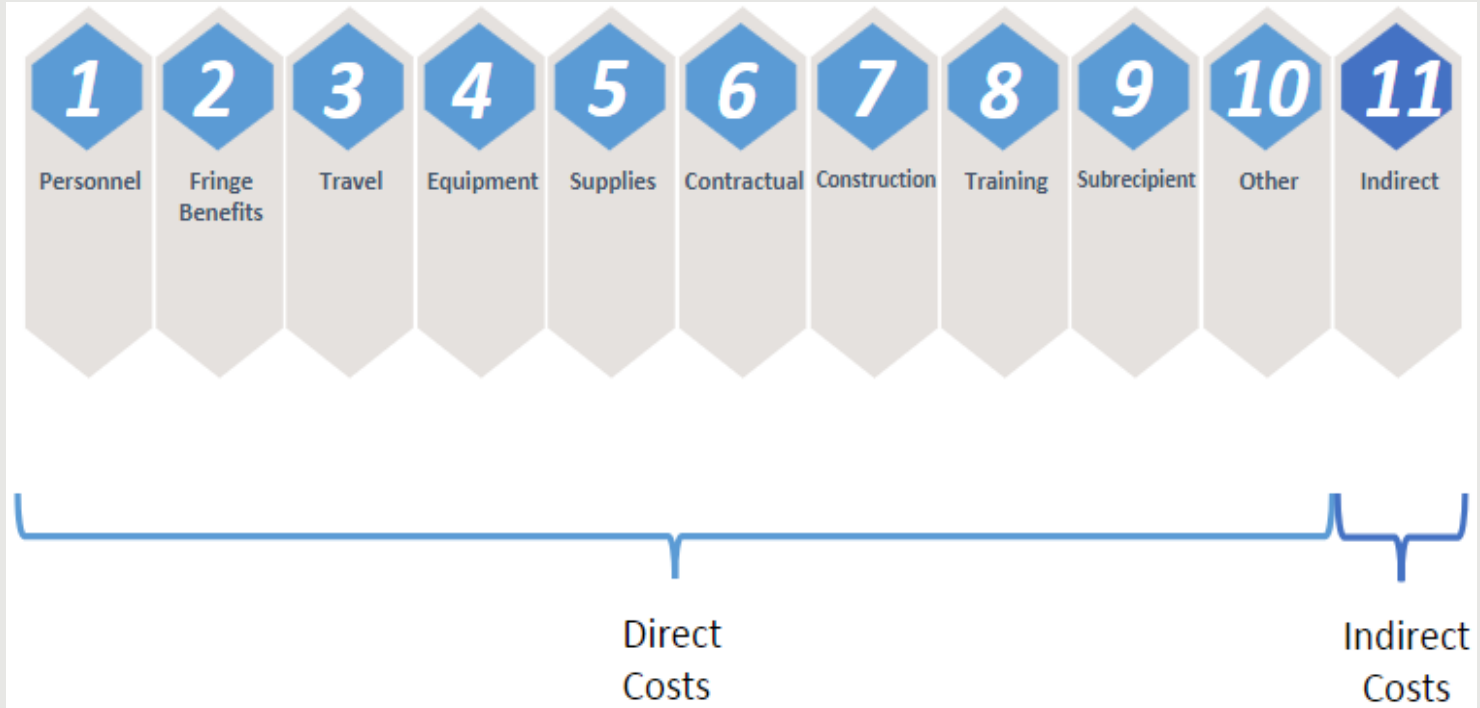 1 2 3 4 5 6 7 8 9 10 11
Personnel Fringe Travel Equipment Supplies Contractual Construction Training Subrecipient Other Indirect
Benefits
Direct Indirect
Costs Costs